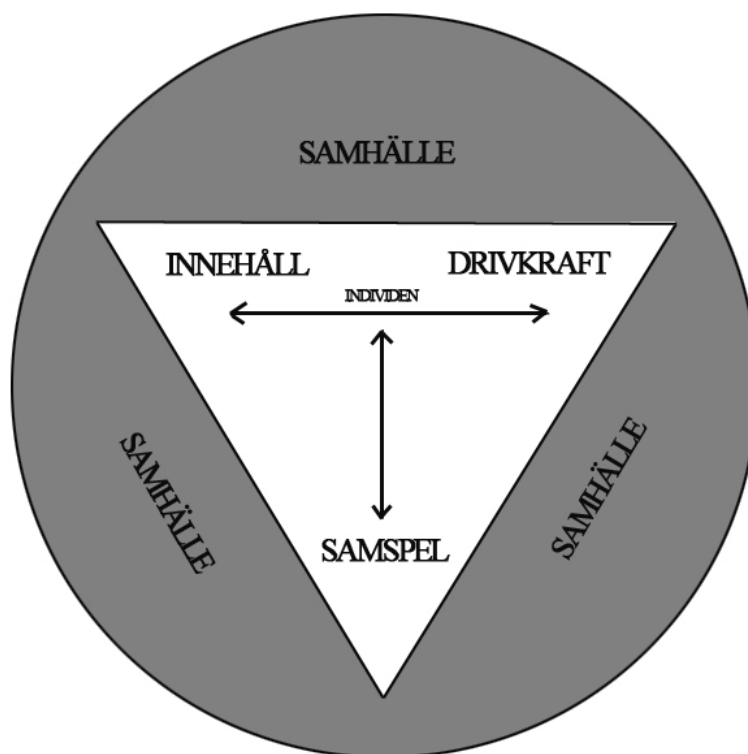 SAMHÄLLE
INNEHÅLL
DRIVKRAFT
INDIVIDEN
SAMHÄLLE
SAMHÄLLE
SAMSPEL